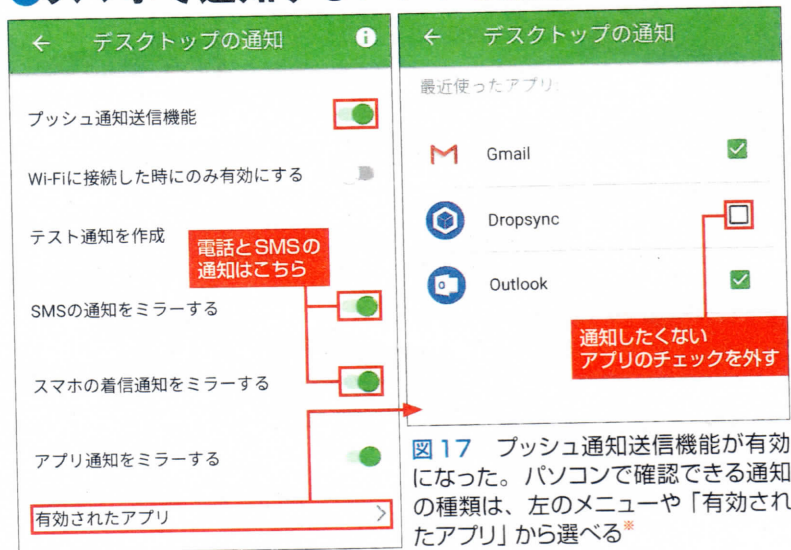 デスクトップの通知
プッシュ通知送信機能
Wi-Fiに接続した時にのみ有効にする
テスト通知を作成
電話とSMSの
通知はこちら
SMSの通知をミラーする
スマホの着信通知をミラーする
アプリ通知をミラーする
有効されたアプリ
デスクトップの通知
最近使ったアプリ:
Gmail
Dropsync
Outlook
通知したくない
アプリのチェックを外す
図17 プッシュ通知送信機能が有効
になった。パソコンで確認できる通知
の種類は、左のメニューや「有効され
たアプリ」から選べる※